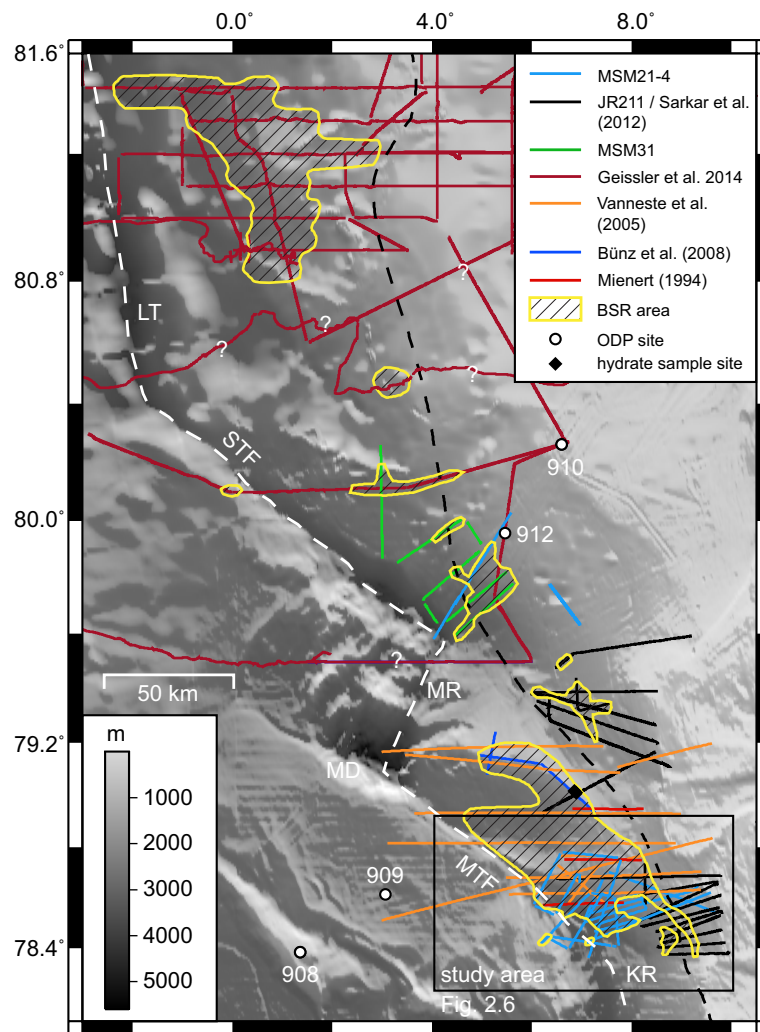 0.0° 4.0° 8.0°
81.6°
80.8°
80.0°
79.2°
78.4°
MSM21-4
JR211 / Sarkar et al.
(2012)
MSM31
Geissler et al. 2014
Vanneste et al.
(2005)
Bünz et al. (2008)
Mienert (1994)
BSR area
ODP site
hydrate sample site
?
LT
?
?
?
STF
910
912
?
50 km
MR
MD
m
1000
2000
3000
4000
5000
MTF
909
908
study area
KR
Fig. 2.6